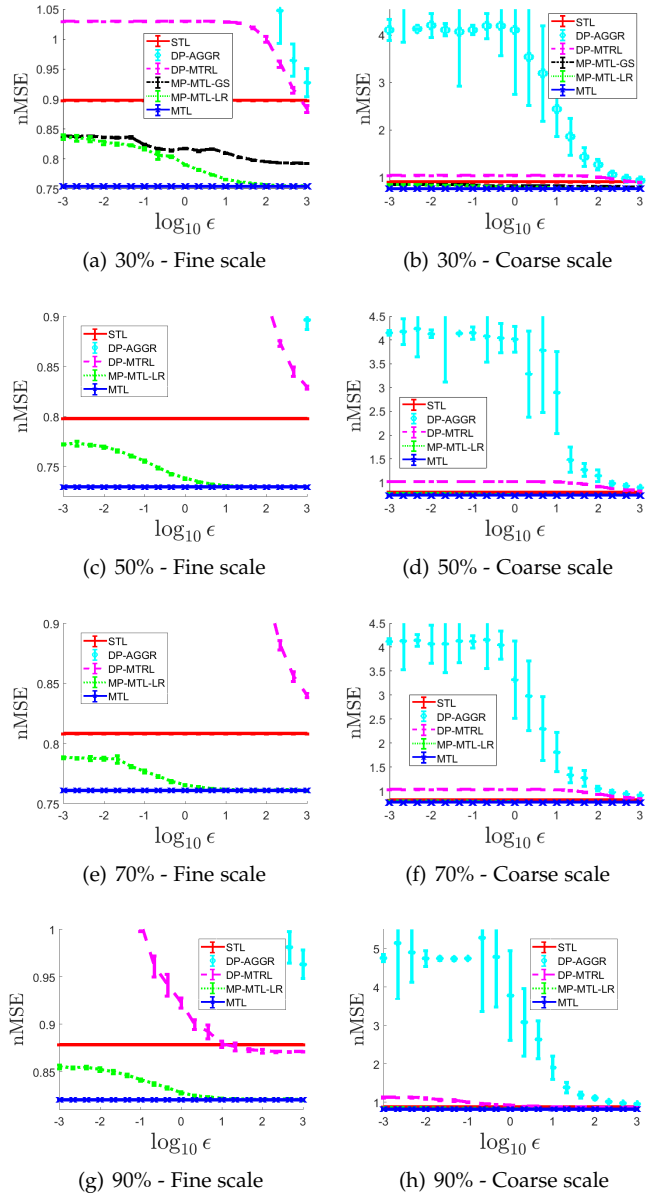 1.05
1
0.95
0.9
0.85
0.8
0.75
nMSE
STL
DP-AGGR
DP-MTRL
MP-MTL-GS
MP-MTL-LR
MTL
-3 -2 -1 0 1 2 3
log₁₀ ϵ
(a) 30% - Fine scale
4
3
2
1
nMSE
STL
DP-AGGR
DP-MTRL
MP-MTL-GS
MP-MTL-LR
MTL
-3 -2 -1 0 1 2 3
log₁₀ ϵ
(b) 30% - Coarse scale
0.9
0.85
0.8
0.75
nMSE
STL
DP-AGGR
DP-MTRL
MP-MTL-LR
MTL
-3 -2 -1 0 1 2 3
log₁₀ ϵ
(c) 50% - Fine scale
4.5
4
3.5
3
2.5
2
1.5
1
nMSE
STL
DP-AGGR
DP-MTRL
MP-MTL-LR
MTL
-3 -2 -1 0 1 2 3
log₁₀ ϵ
(d) 50% - Coarse scale
0.9
0.85
0.8
0.75
nMSE
STL
DP-AGGR
DP-MTRL
MP-MTL-LR
MTL
-3 -2 -1 0 1 2 3
log₁₀ ϵ
(e) 70% - Fine scale
4.5
4
3.5
3
2.5
2
1.5
1
nMSE
STL
DP-AGGR
DP-MTRL
MP-MTL-LR
MTL
-3 -2 -1 0 1 2 3
log₁₀ ϵ
(f) 70% - Coarse scale
1
0.95
0.9
0.85
nMSE
STL
DP-AGGR
DP-MTRL
MP-MTL-LR
MTL
-3 -2 -1 0 1 2 3
log₁₀ ϵ
(g) 90% - Fine scale
5
4
3
2
1
nMSE
STL
DP-AGGR
DP-MTRL
MP-MTL-LR
MTL
-3 -2 -1 0 1 2 3
log₁₀ ϵ
(h) 90% - Coarse scale